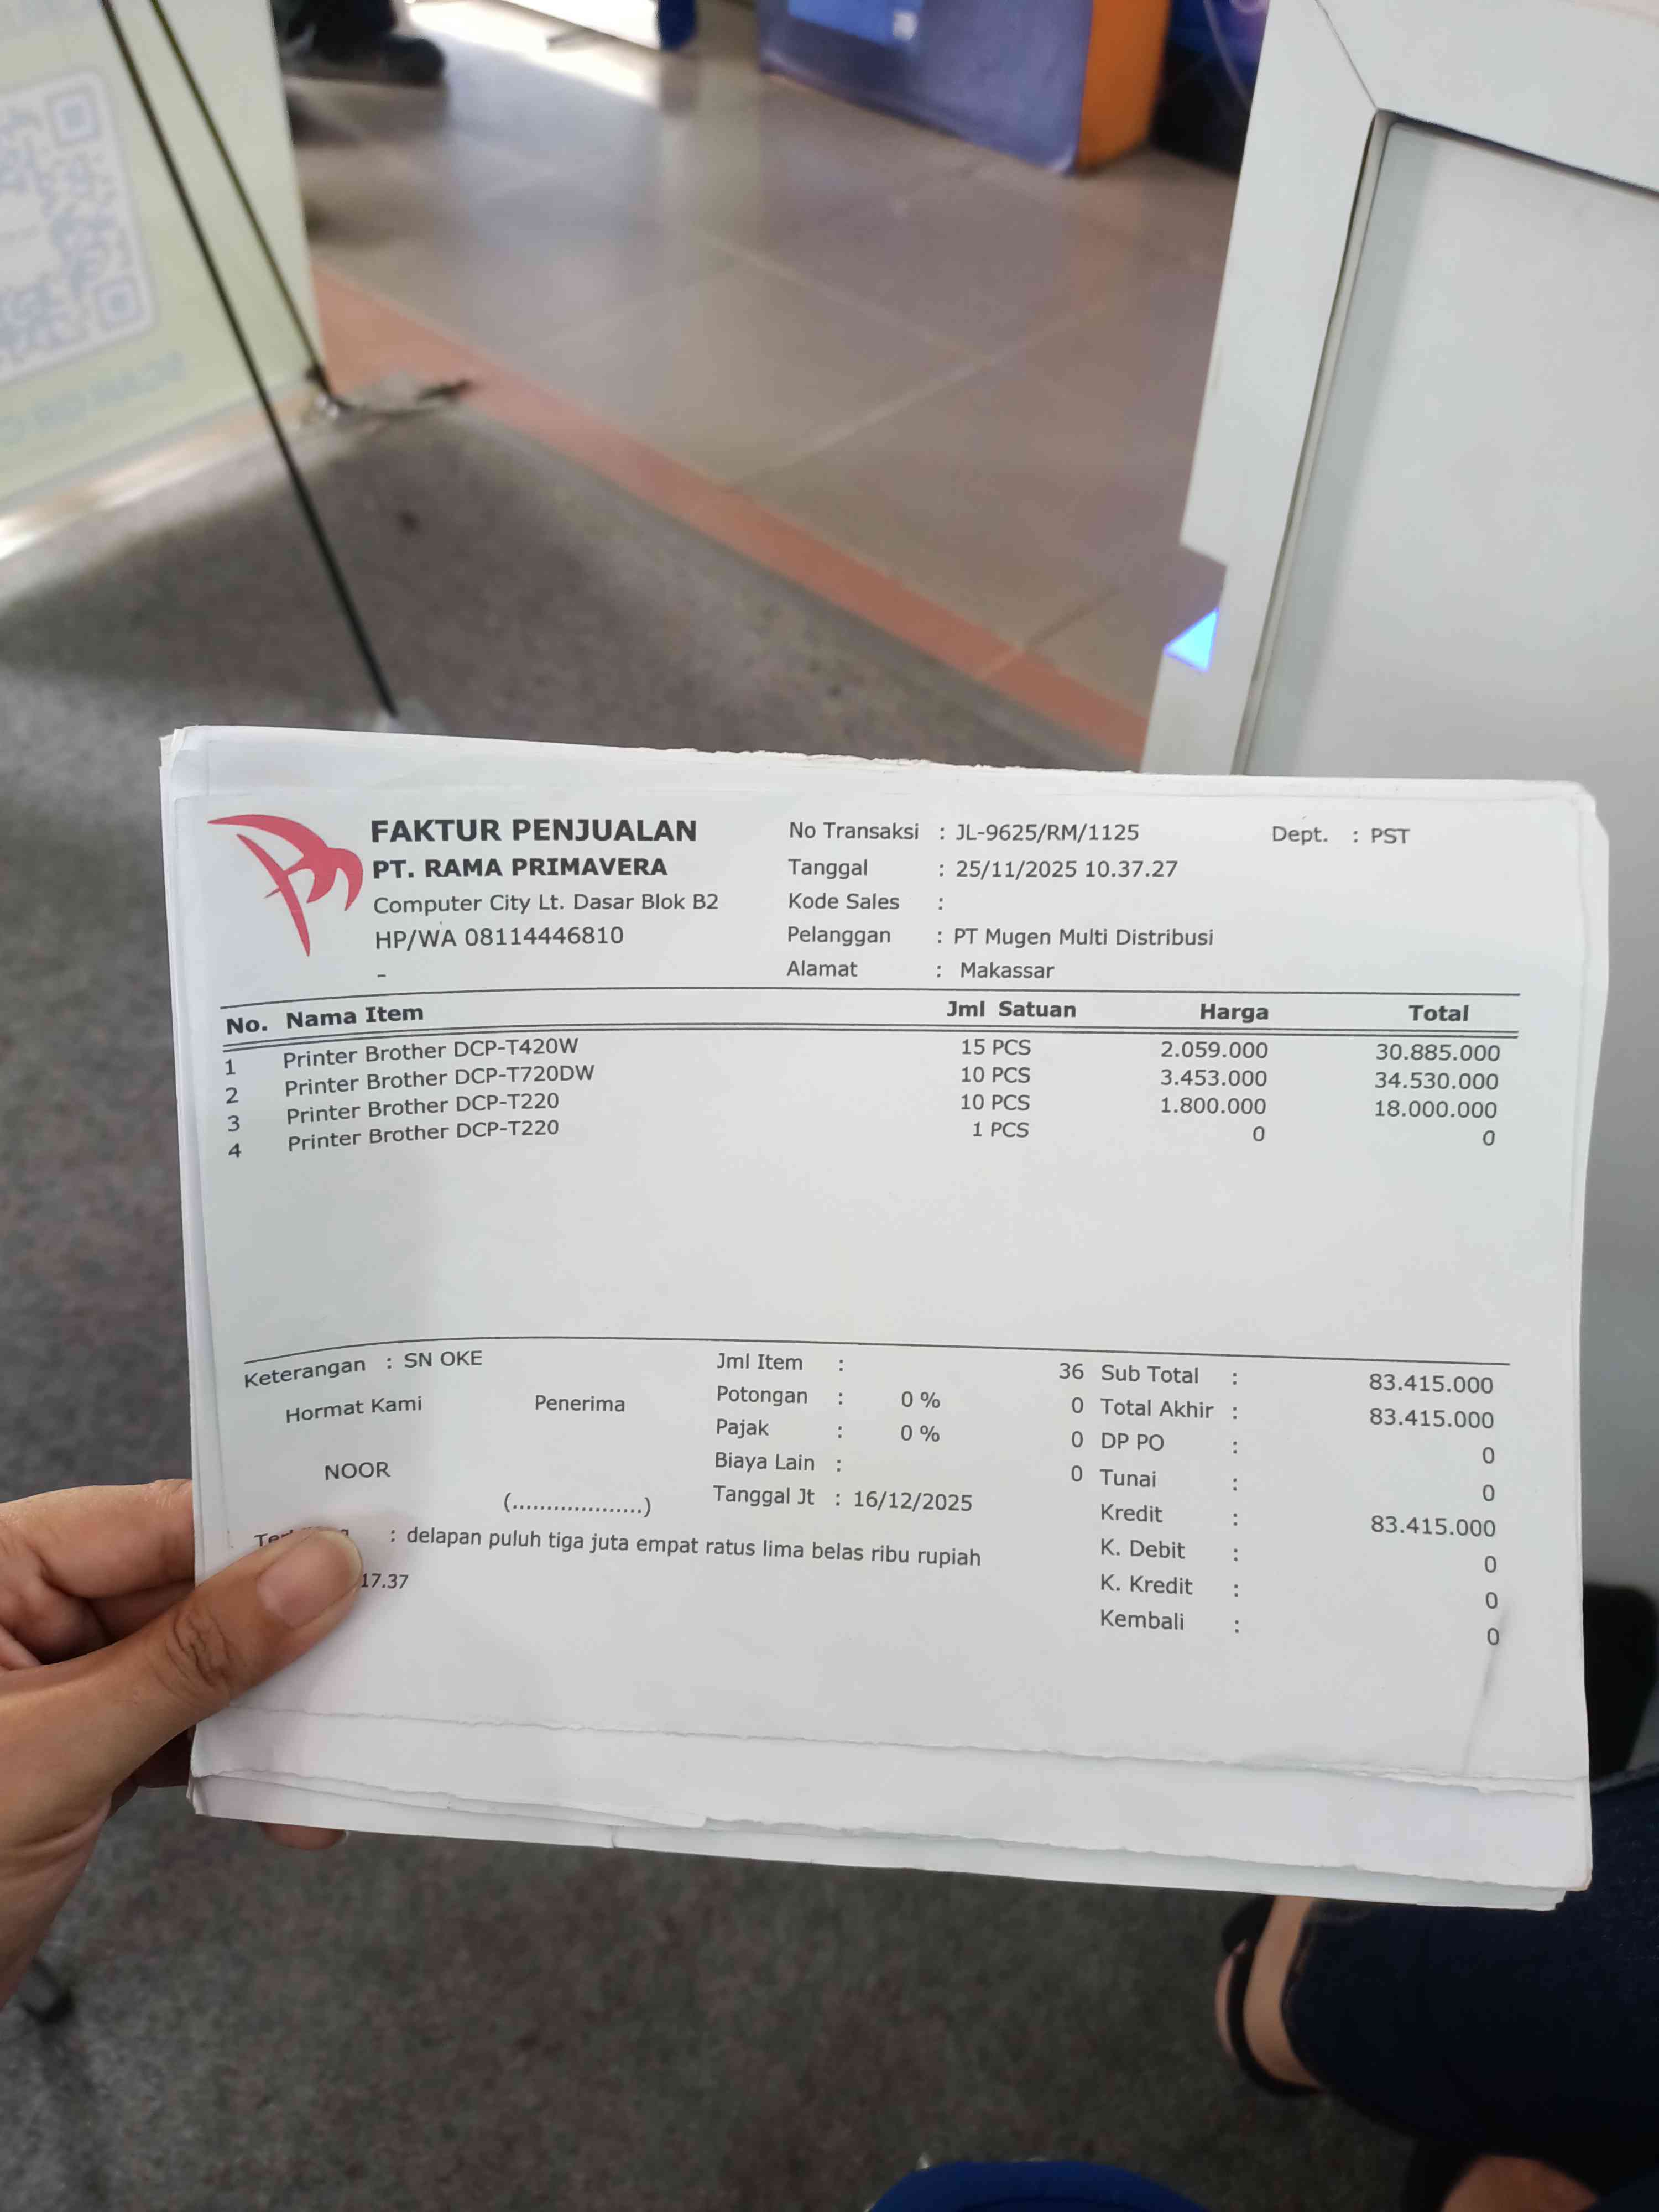 FAKTUR PENJUALAN
PT. RAMA PRIMAVERA
Computer City Lt. Dasar Blok B2
HP/WA 08114446810
-
No Transaksi : JL-9625/RM/1125 Dept. : PST
Tanggal : 25/11/2025 10.37.27
Kode Sales :
Pelanggan : PT Mugen Multi Distribusi
Alamat : Makassar
No. Nama Item Jml Satuan Harga Total
1 Printer Brother DCP-T420W 15 PCS 2.059.000 30.885.000
2 Printer Brother DCP-T720DW 10 PCS 3.453.000 34.530.000
3 Printer Brother DCP-T220 10 PCS 1.800.000 18.000.000
4 Printer Brother DCP-T220 1 PCS 0 0
Keterangan : SN OKE
Hormat Kami Penerima
NOOR
(...................)
Jml Item : 36
Potongan : 0 % 0
Pajak : 0 % 0
Biaya Lain : 0
Tanggal Jt : 16/12/2025
Sub Total : 83.415.000
Total Akhir : 83.415.000
DP PO : 0
Tunai : 0
Kredit : 83.415.000
K. Debit : 0
K. Kredit : 0
Kembali : 0
: delapan puluh tiga juta empat ratus lima belas ribu rupiah
17.37